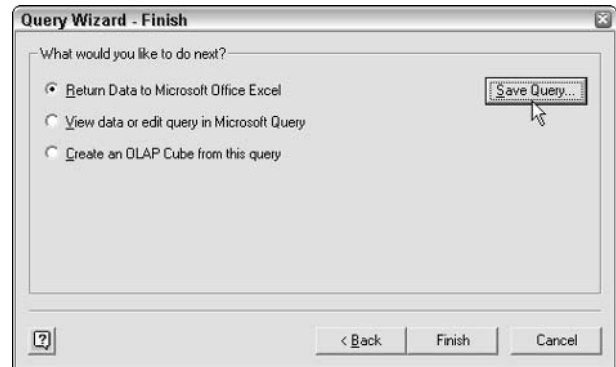 Query Wizard - Finish
What would you like to do next?
Return Data to Microsoft Office Excel
Save Query...
View data or edit query in Microsoft Query
Create an OLAP Cube from this query
?
< Back
Finish
Cancel